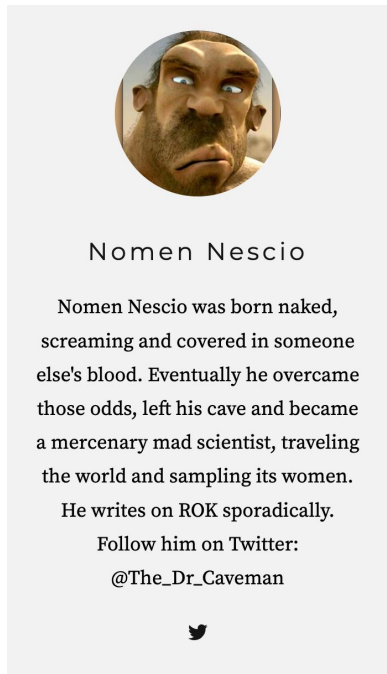 Nomen Nescio
Nomen Nescio was born naked,
screaming and covered in someone
else's blood. Eventually he overcame
those odds, left his cave and became
a mercenary mad scientist, traveling
the world and sampling its women.
He writes on ROK sporadically.
Follow him on Twitter:
@The_Dr_Caveman